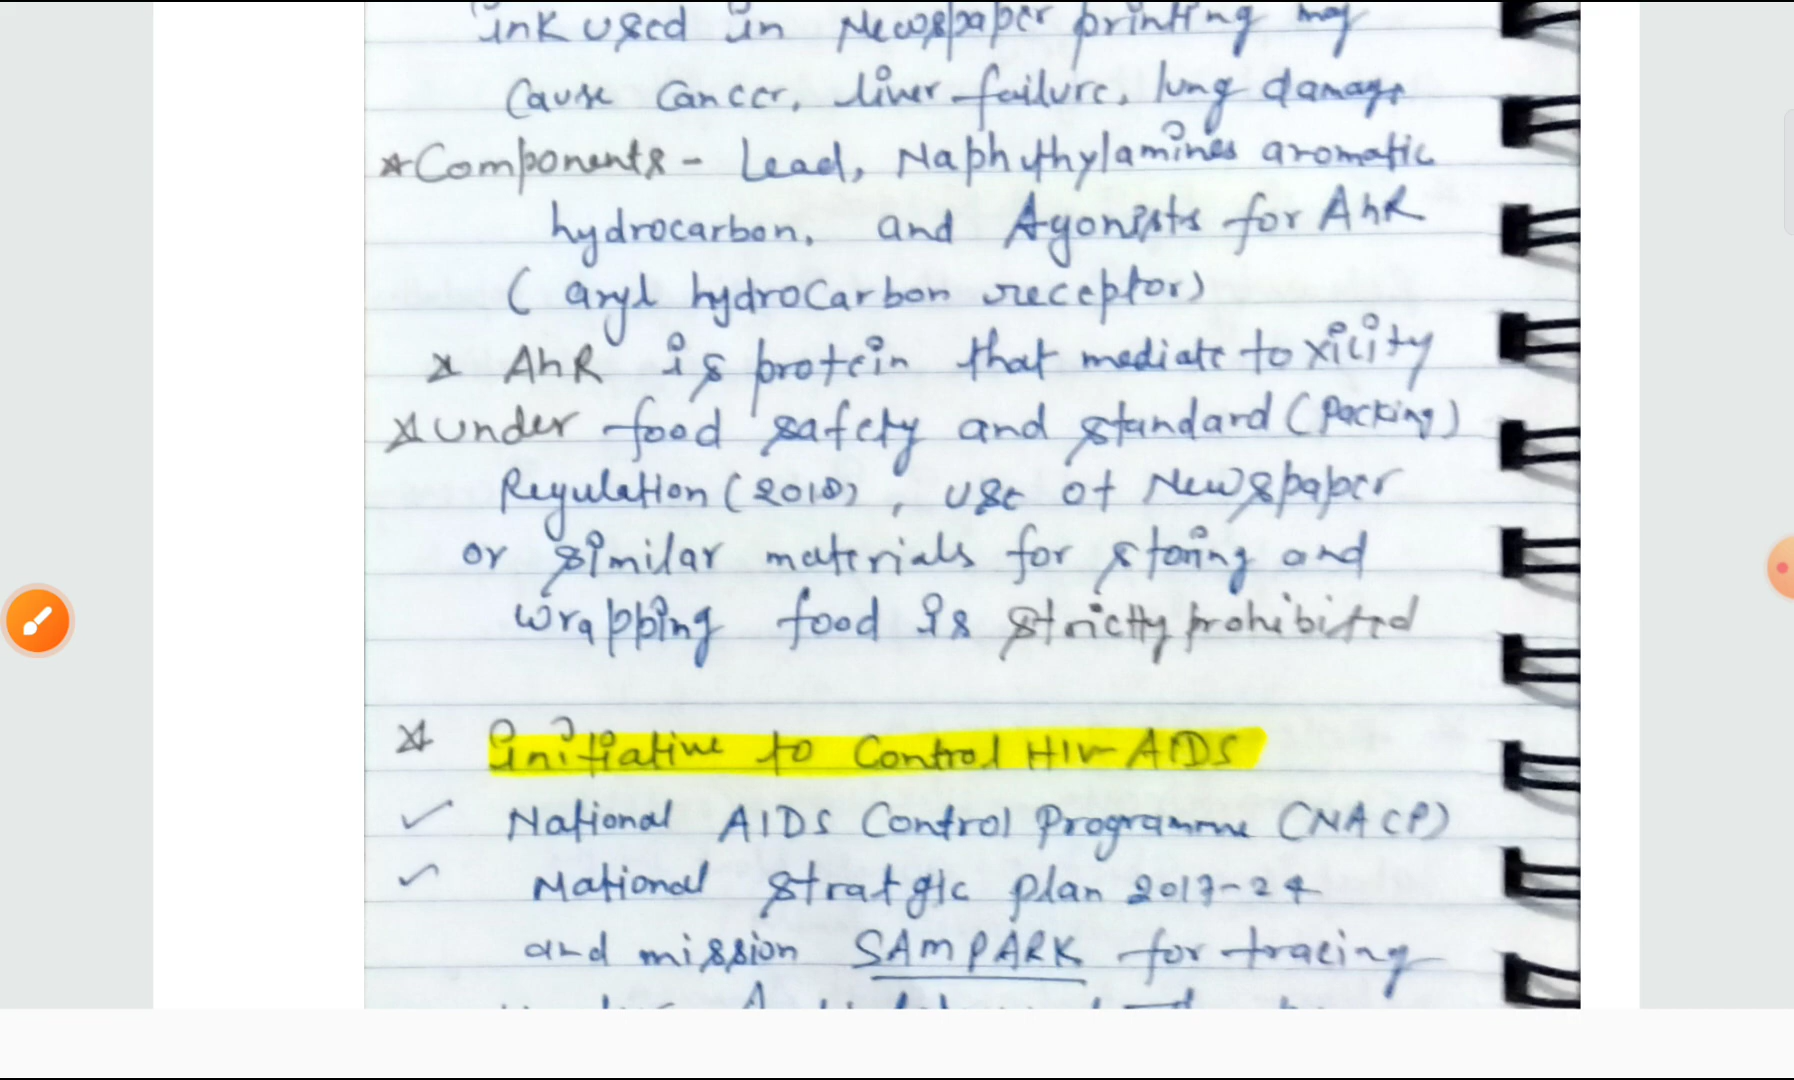 ink used in Newspaper printing may
Cause Cancer, liver failure, lung damage
*Components - Lead, Naphthylamines aromatic
hydrocarbon, and Agonists for AhR
( aryl hydrocarbon receptor)
* AhR is protein that mediate toxicity
* under food safety and standard (Packing)
Regulation (2018), use of Newspaper
or similar materials for storing and
wrapping food is strictly prohibited
* initiative to Control HIV-AIDS
✓ National AIDS Control Programme (NACP)
✓ National stratgic plan 2017-24
and mission SAMPARK for tracing